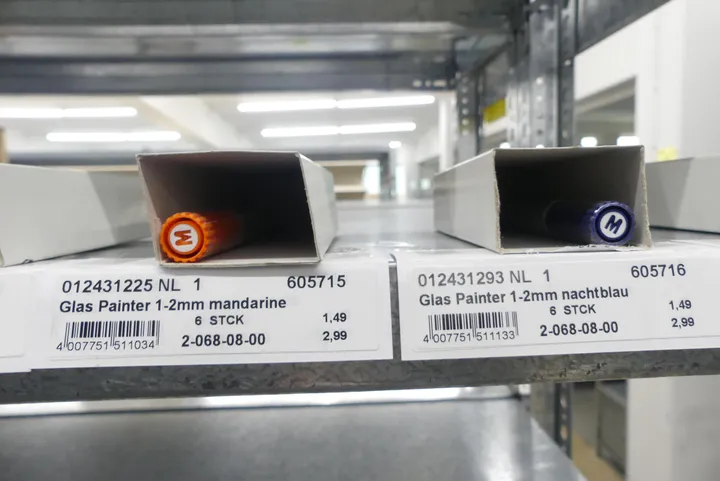 M
M
012431225 NL 1 605715
Glas Painter 1-2mm mandarine
6 STCK 1,49
4 007751 511034 2-068-08-00 2,99
012431293 NL 1 605716
Glas Painter 1-2mm nachtblau
6 STCK 1,49
4 007751 511133 2-068-08-00 2,99